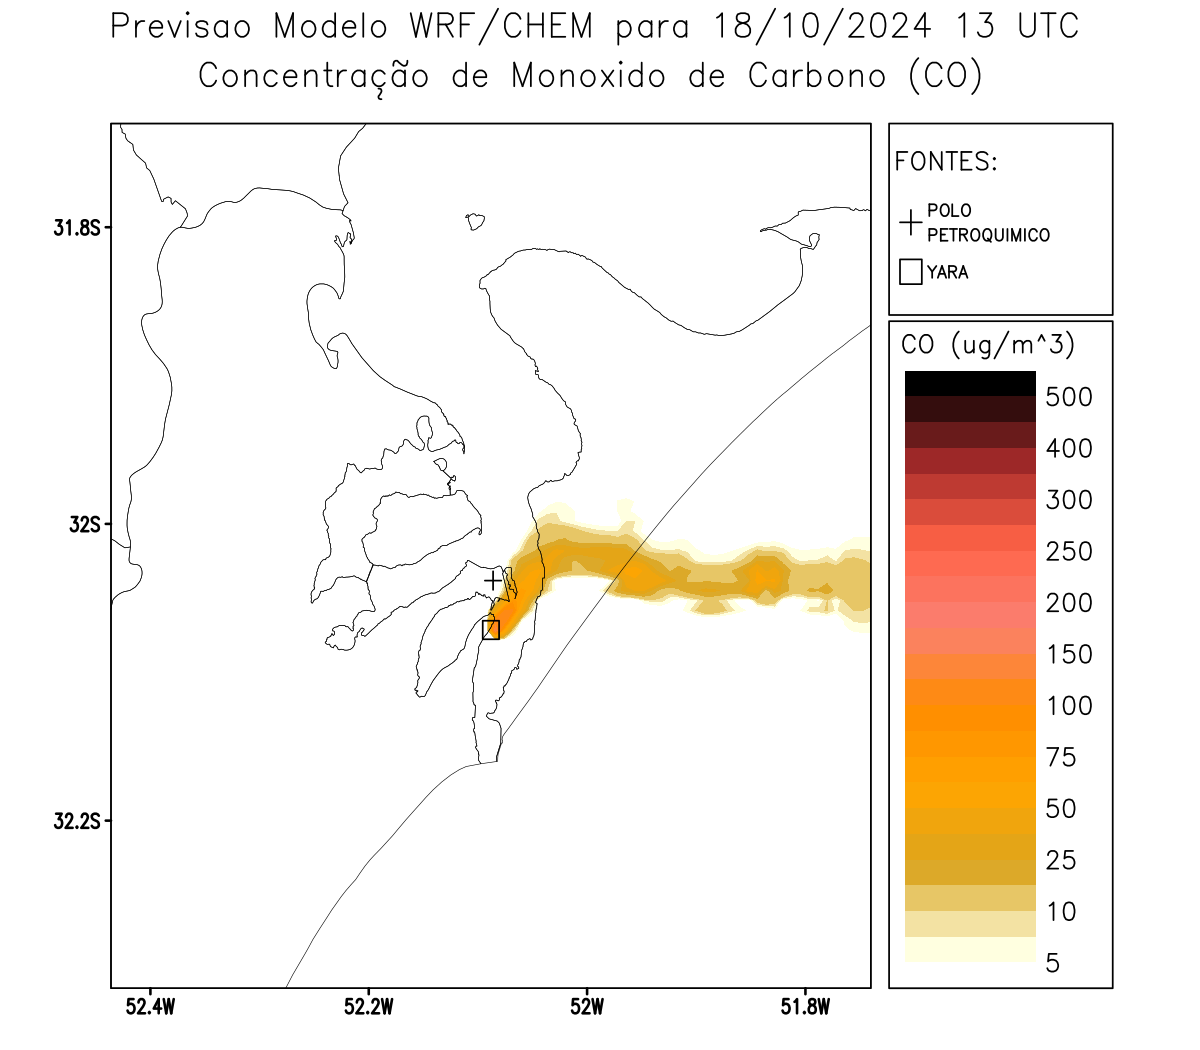 Previsao Modelo WRF/CHEM para 18/10/2024 13 UTC
Concentração de Monoxido de Carbono (CO)
FONTES:
POLO
PETROQUIMICO
YARA
31.8S
32S
32.2S
52.4W
52.2W
52W
51.8W
CO (ug/m^3)
500
400
300
250
200
150
100
75
50
25
10
5